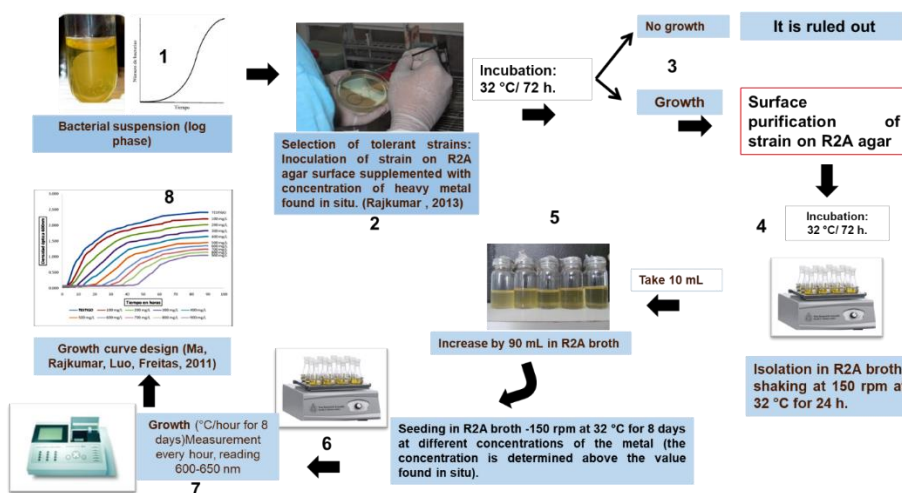 1
Número de bacterias
Tiempo
Bacterial suspension (log
phase)
Selection of tolerant strains:
Inoculation of strain on R2A
agar surface supplemented with
concentration of heavy metal
found in situ. (Rajkumar , 2013)
2
Incubation:
32 °C/ 72 h.
No growth
It is ruled out
3
Growth
Surface
purification of
strain on R2A agar
4
Incubation:
32 °C/ 72 h.
Isolation in R2A broth
shaking at 150 rpm at
32 °C for 24 h.
Take 10 mL
5
Increase by 90 mL in R2A broth
Seeding in R2A broth -150 rpm at 32 °C for 8 days
at different concentrations of the metal (the
concentration is determined above the value
found in situ).
6
Growth (°C/hour for 8
days)Measurement
every hour, reading
600-650 nm
7
Growth curve design (Ma,
Rajkumar, Luo, Freitas, 2011)
8
Tiempo en horas